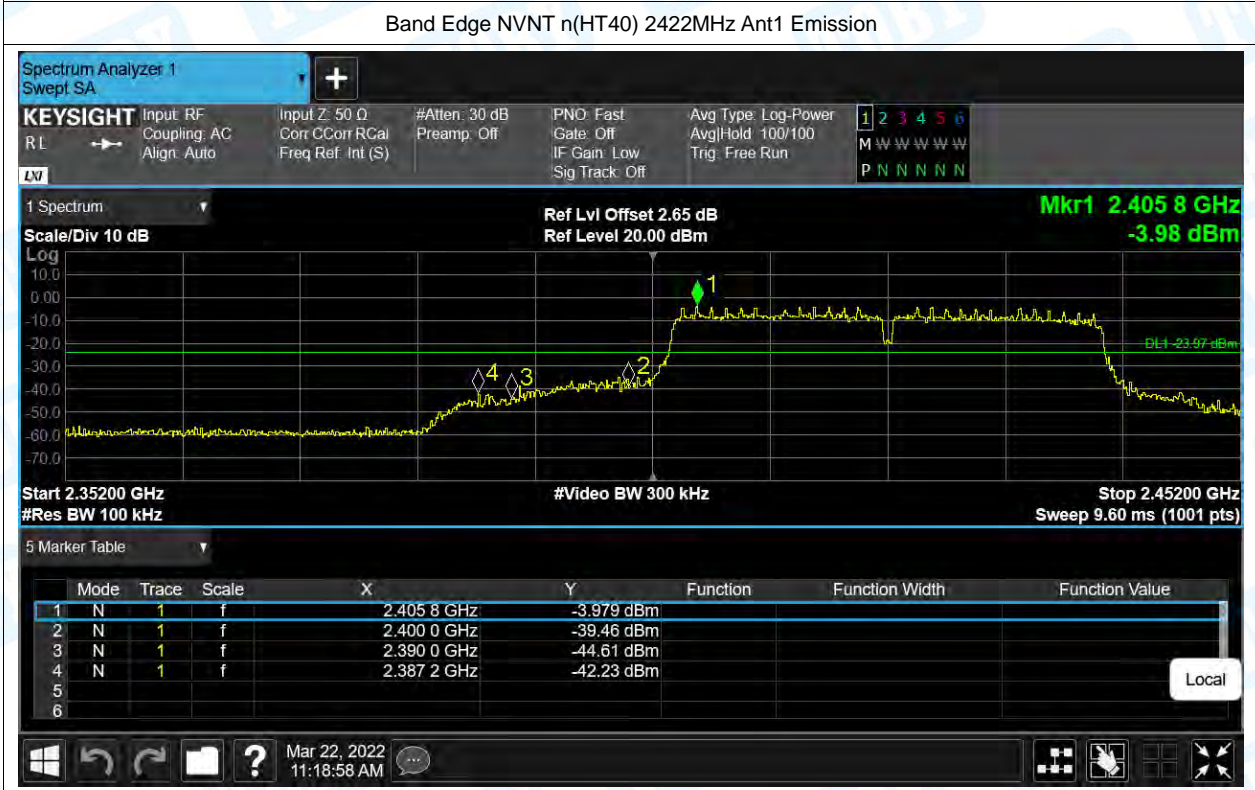 Band Edge NVNT n(HT40) 2422MHz Ant1 Emission
Spectrum Analyzer 1
Swept SA
+
KEYSIGHT
R L
LXI
Input: RF
Coupling: AC
Align: Auto
Input Z: 50 Ω
Corr CCorr RCal
Freq Ref: Int (S)
#Atten: 30 dB
Preamp: Off
PNO: Fast
Gate: Off
IF Gain: Low
Sig Track: Off
Avg Type: Log-Power
Avg|Hold: 100/100
Trig: Free Run
1 2 3 4 5 6
M W W W W W W
P N N N N N
1 Spectrum
Scale/Div 10 dB
Ref Lvl Offset 2.65 dB
Ref Level 20.00 dBm
Mkr1 2.405 8 GHz
-3.98 dBm
Log
10.0
0.00
-10.0
-20.0
-30.0
-40.0
-50.0
-60.0
-70.0
1
2
3
4
DL1 -23.97 dBm
Start 2.35200 GHz
#Video BW 300 kHz
Stop 2.45200 GHz
#Res BW 100 kHz
Sweep 9.60 ms (1001 pts)
5 Marker Table
Mode Trace Scale X Y Function Function Width Function Value
1 N 1 f 2.405 8 GHz -3.979 dBm
2 N 1 f 2.400 0 GHz -39.46 dBm
3 N 1 f 2.390 0 GHz -44.61 dBm
4 N 1 f 2.387 2 GHz -42.23 dBm
5
6
Local
?
Mar 22, 2022
11:18:58 AM